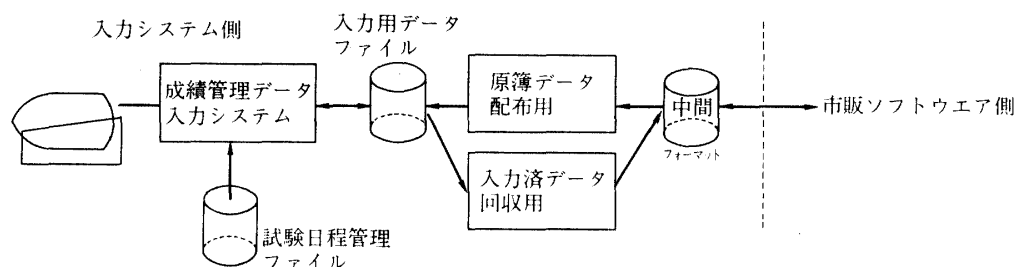 入力システム側
入力用データ
ファイル
成績管理データ
入力システム
原簿データ
配布用
中間
フォーマット
市販ソフトウエア側
入力済データ
回収用
試験日程管理
ファイル